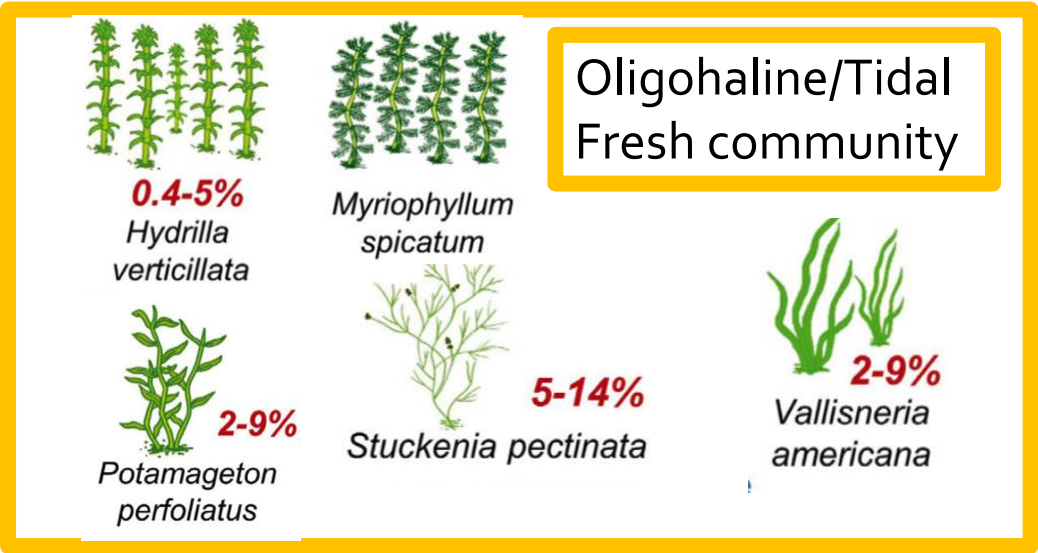 Oligohaline/Tidal
Fresh community
0.4-5%
Hydrilla
verticillata
Myriophyllum
spicatum
2-9%
Potamageton
perfoliatus
5-14%
Stuckenia pectinata
2-9%
Vallisneria
americana